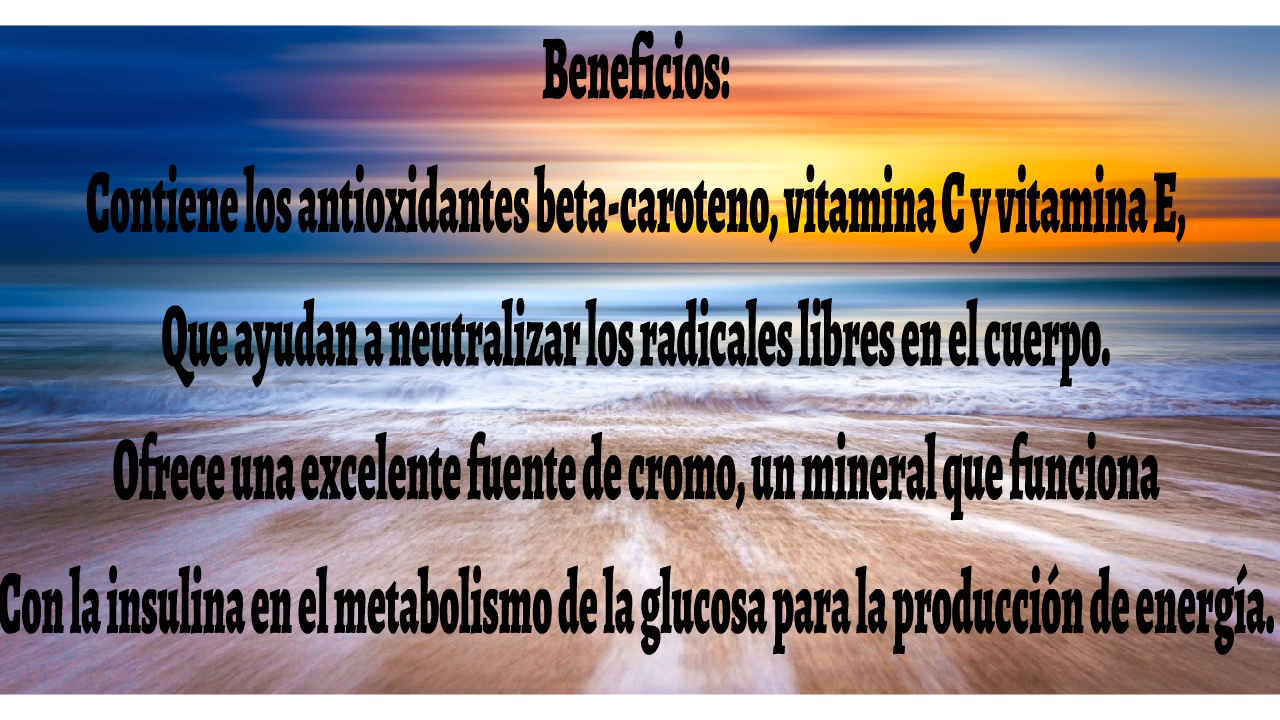 Beneficios:
Contiene los antioxidantes beta-caroteno, vitamina C y vitamina E,
Que ayudan a neutralizar los radicales libres en el cuerpo.
Ofrece una excelente fuente de cromo, un mineral que funciona
Con la insulina en el metabolismo de la glucosa para la producción de energía.